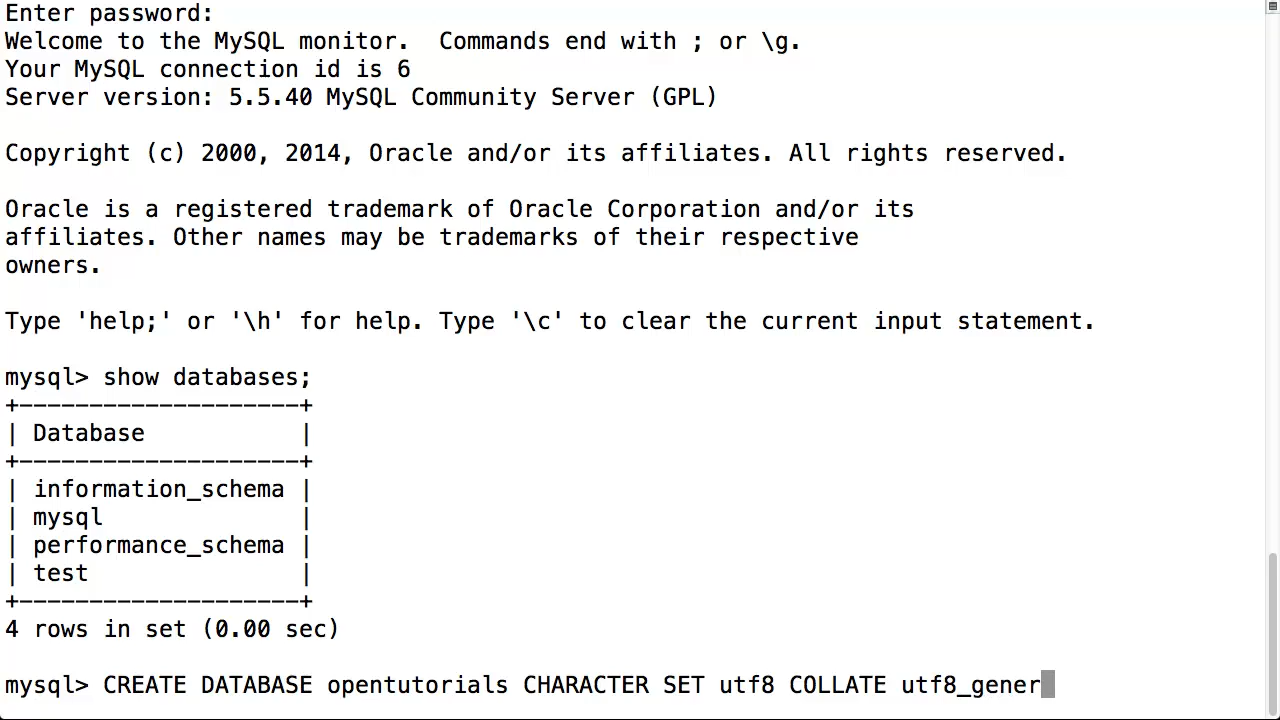 Enter password:
Welcome to the MySQL monitor.  Commands end with ; or \g.
Your MySQL connection id is 6
Server version: 5.5.40 MySQL Community Server (GPL)
Copyright (c) 2000, 2014, Oracle and/or its affiliates. All rights reserved.
Oracle is a registered trademark of Oracle Corporation and/or its
affiliates. Other names may be trademarks of their respective
owners.
Type 'help;' or '\h' for help. Type '\c' to clear the current input statement.
mysql> show databases;
+--------------------+
| Database           |
+--------------------+
| information_schema |
| mysql              |
| performance_schema |
| test               |
+--------------------+
4 rows in set (0.00 sec)
mysql> CREATE DATABASE opentutorials CHARACTER SET utf8 COLLATE utf8_gener